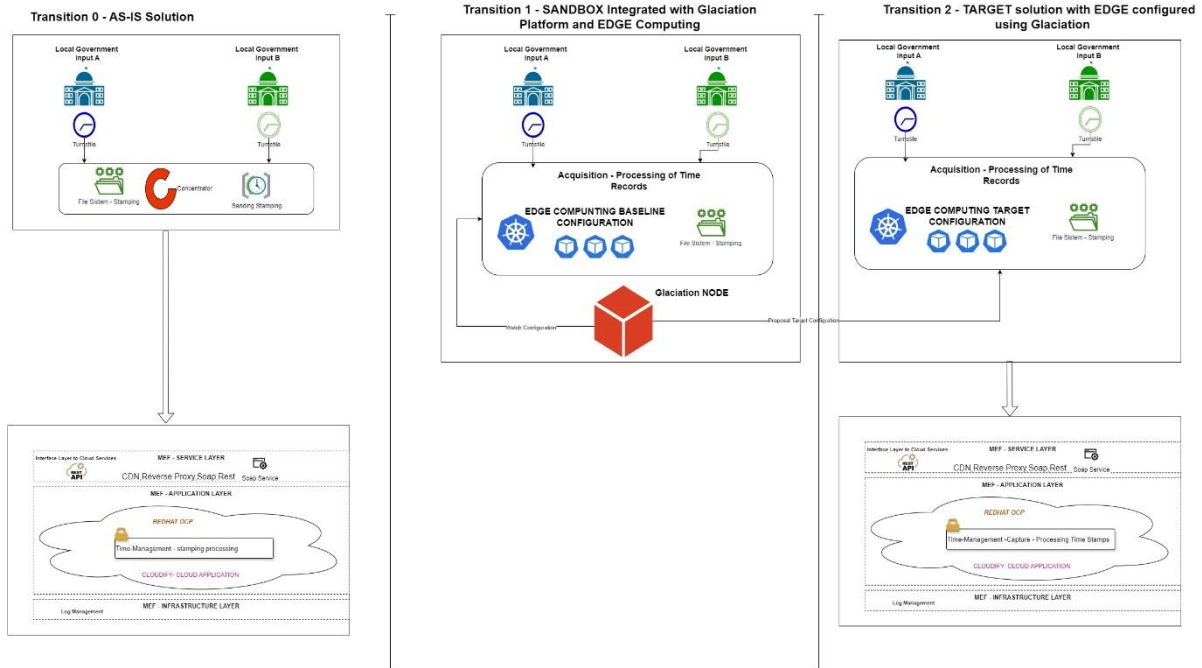 Transition 0 - AS-IS Solution
Local Government
Input A
Local Government
Input B
Turnstile
Turnstile
File Sistem - Stamping
Concentrator
Sending Stamping
Interface Layer to Cloud Services
MEF - SERVICE LAYER
REST
API
CDN,Reverse Proxy,Soap,Rest
Soap Service
MEF - APPLICATION LAYER
REDHAT OCP
Time-Management - stamping processing
CLOUDIFY- CLOUD APPLICATION
MEF - INFRASTRUCTURE LAYER
Log Management
Transition 1 - SANDBOX Integrated with Glaciation
Platform and EDGE Computing
Local Government
Input A
Local Government
Input B
Turnstile
Turnstile
Acquisition - Processing of Time
Records
EDGE COMPUNTING BASELINE
CONFIGURATION
File Sistem - Stamping
Glaciation NODE
Watch Configuration
Proposal Target Configration
Transition 2 - TARGET solution with EDGE configured
using Glaciation
Local Government
Input A
Local Government
Input B
Turnstile
Turnstile
Acquisition - Processing of Time
Records
EDGE COMPUNTING TARGET
CONFIGURATION
File Sistem - Stamping
Interface Layer to Cloud Services
MEF - SERVICE LAYER
REST
API
CDN,Reverse Proxy,Soap,Rest
Soap Service
MEF - APPLICATION LAYER
REDHAT OCP
Time-Management -Capture - Processing Time Stamps
CLOUDIFY- CLOUD APPLICATION
MEF - INFRASTRUCTURE LAYER
Log Management